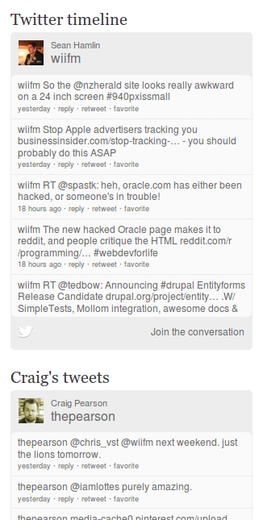 Twitter timeline
Sean Hamlin
wiifm
wiifm So the @nzherald site looks really awkward
on a 24 inch screen #940pxissmall
yesterday · reply · retweet · favorite
wiifm Stop Apple advertisers tracking you
businessinsider.com/stop-tracking-... - you should
probably do this ASAP
yesterday · reply · retweet · favorite
wiifm RT @spastk: heh, oracle.com has either been
hacked, or someone's in trouble!
18 hours ago · reply · retweet · favorite
wiifm The new hacked Oracle page makes it to
reddit, and people critique the HTML reddit.com/r
/programming/... #webdevforlife
18 hours ago · reply · retweet · favorite
wiifm RT @tedbow: Announcing #drupal Entityforms
Release Candidate drupal.org/project/entity... .W/
SimpleTests, Mollom integration, awesome docs &
Join the conversation
Craig's tweets
Craig Pearson
thepearson
thepearson @chris_vst @wiifm next weekend. just
the lions tomorrow.
yesterday · reply · retweet · favorite
thepearson @iamlottes purely amazing.
yesterday · reply · retweet · favorite
thepearson media-cache0.pinterest.com/upload